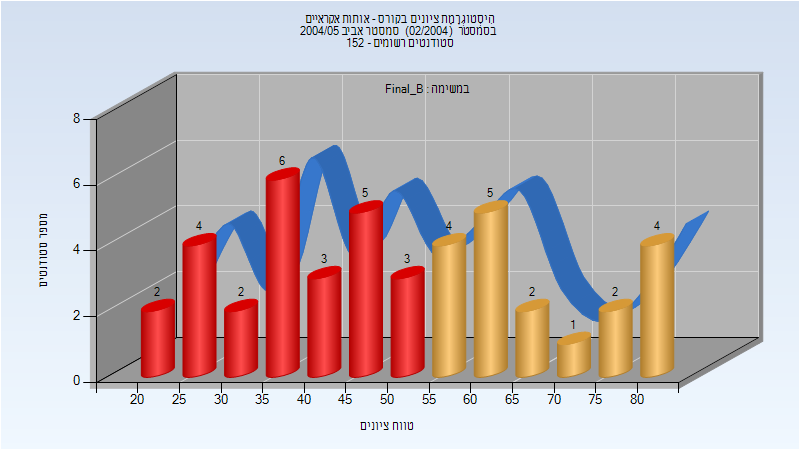 היסטוגרמת ציונים בקורס - אותות אקראיים
בסמסטר (02/2004) סמסטר אביב 2004/05
סטודנטים רשומים - 152
במשימה : Final_B
מספר סטודנטים
8
6
4
2
0
2 4 2 6 3 5 3 4 5 2 1 2 4
20 25 30 35 40 45 50 55 60 65 70 75 80
טווח ציונים